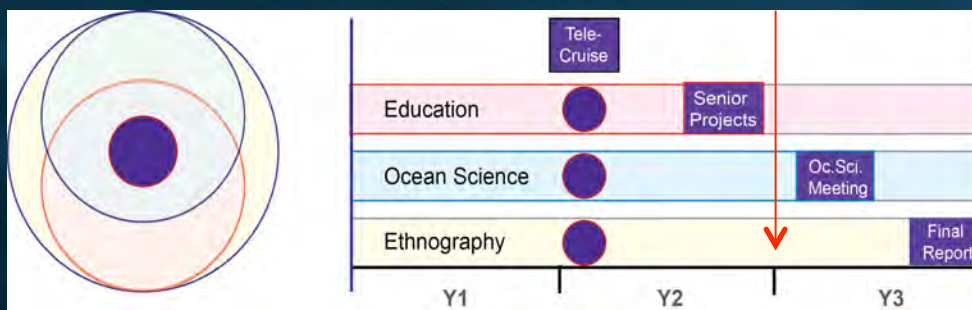 Tele-
Cruise
Education
Senior
Projects
Ocean Science
Oc.Sci.
Meeting
Ethnography
Final
Report
Y1
Y2
Y3